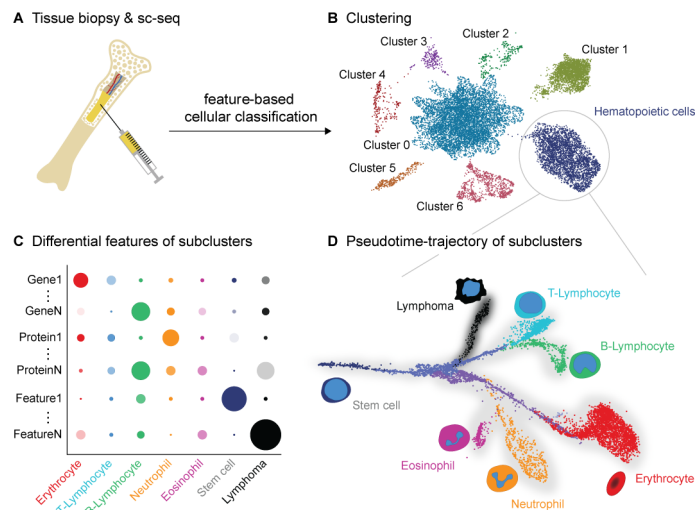 A Tissue biopsy & sc-seq
feature-based
cellular classification
B Clustering
Cluster 2
Cluster 3
Cluster 1
Cluster 4
Hematopoietic cells
Cluster 0
Cluster 5
Cluster 6
C Differential features of subclusters
Gene1
GeneN
Protein1
ProteinN
Feature1
FeatureN
Erythrocyte
T-Lymphocyte
B-Lymphocyte
Neutrophil
Eosinophil
Stem cell
Lymphoma
D Pseudotime-trajectory of subclusters
Lymphoma
T-Lymphocyte
B-Lymphocyte
Stem cell
Eosinophil
Neutrophil
Erythrocyte